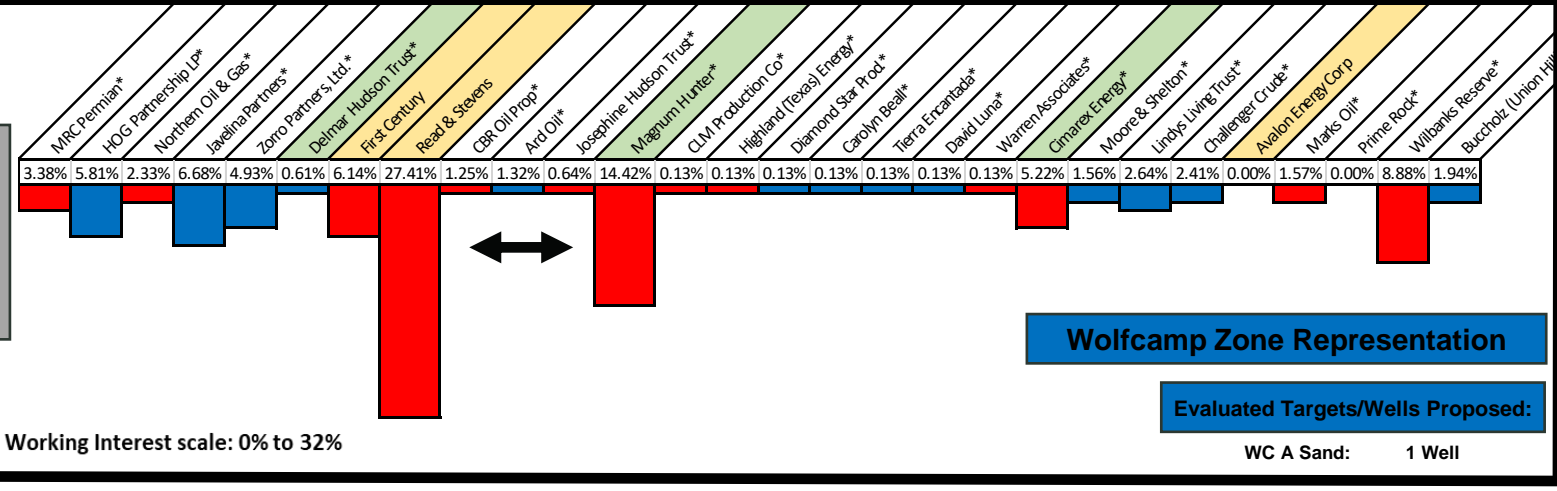 MRC Permian*
HOG Partnership LP*
Northern Oil & Gas*
Javelina Partners*
Zorro Partners, Ltd.*
Delmar Hudson Trust*
First Century
Read & Stevens
CBR Oil Prop*
Ard Oil*
Josephine Hudson Trust*
Magnum Hunter*
CLM Production Co*
Highland (Texas) Energy*
Diamond Star Prod.*
Carolyn Beall*
Tierra Encantada*
David Luna*
Warren Associates*
Cimarex Energy*
Moore & Shelton*
Lindys Living Trust*
Challenger Crude*
Avalon Energy Corp
Marks Oil*
Prime Rock*
Wilbanks Reserve*
Buccholz (Union Hill
3.38% 5.81% 2.33% 6.68% 4.93% 0.61% 6.14% 27.41% 1.25% 1.32% 0.64% 14.42% 0.13% 0.13% 0.13% 0.13% 0.13% 0.13% 0.13% 5.22% 1.56% 2.64% 2.41% 0.00% 1.57% 0.00% 8.88% 1.94%
Wolfcamp Zone Representation
Evaluated Targets/Wells Proposed:
Working Interest scale: 0% to 32%
WC A Sand: 1 Well